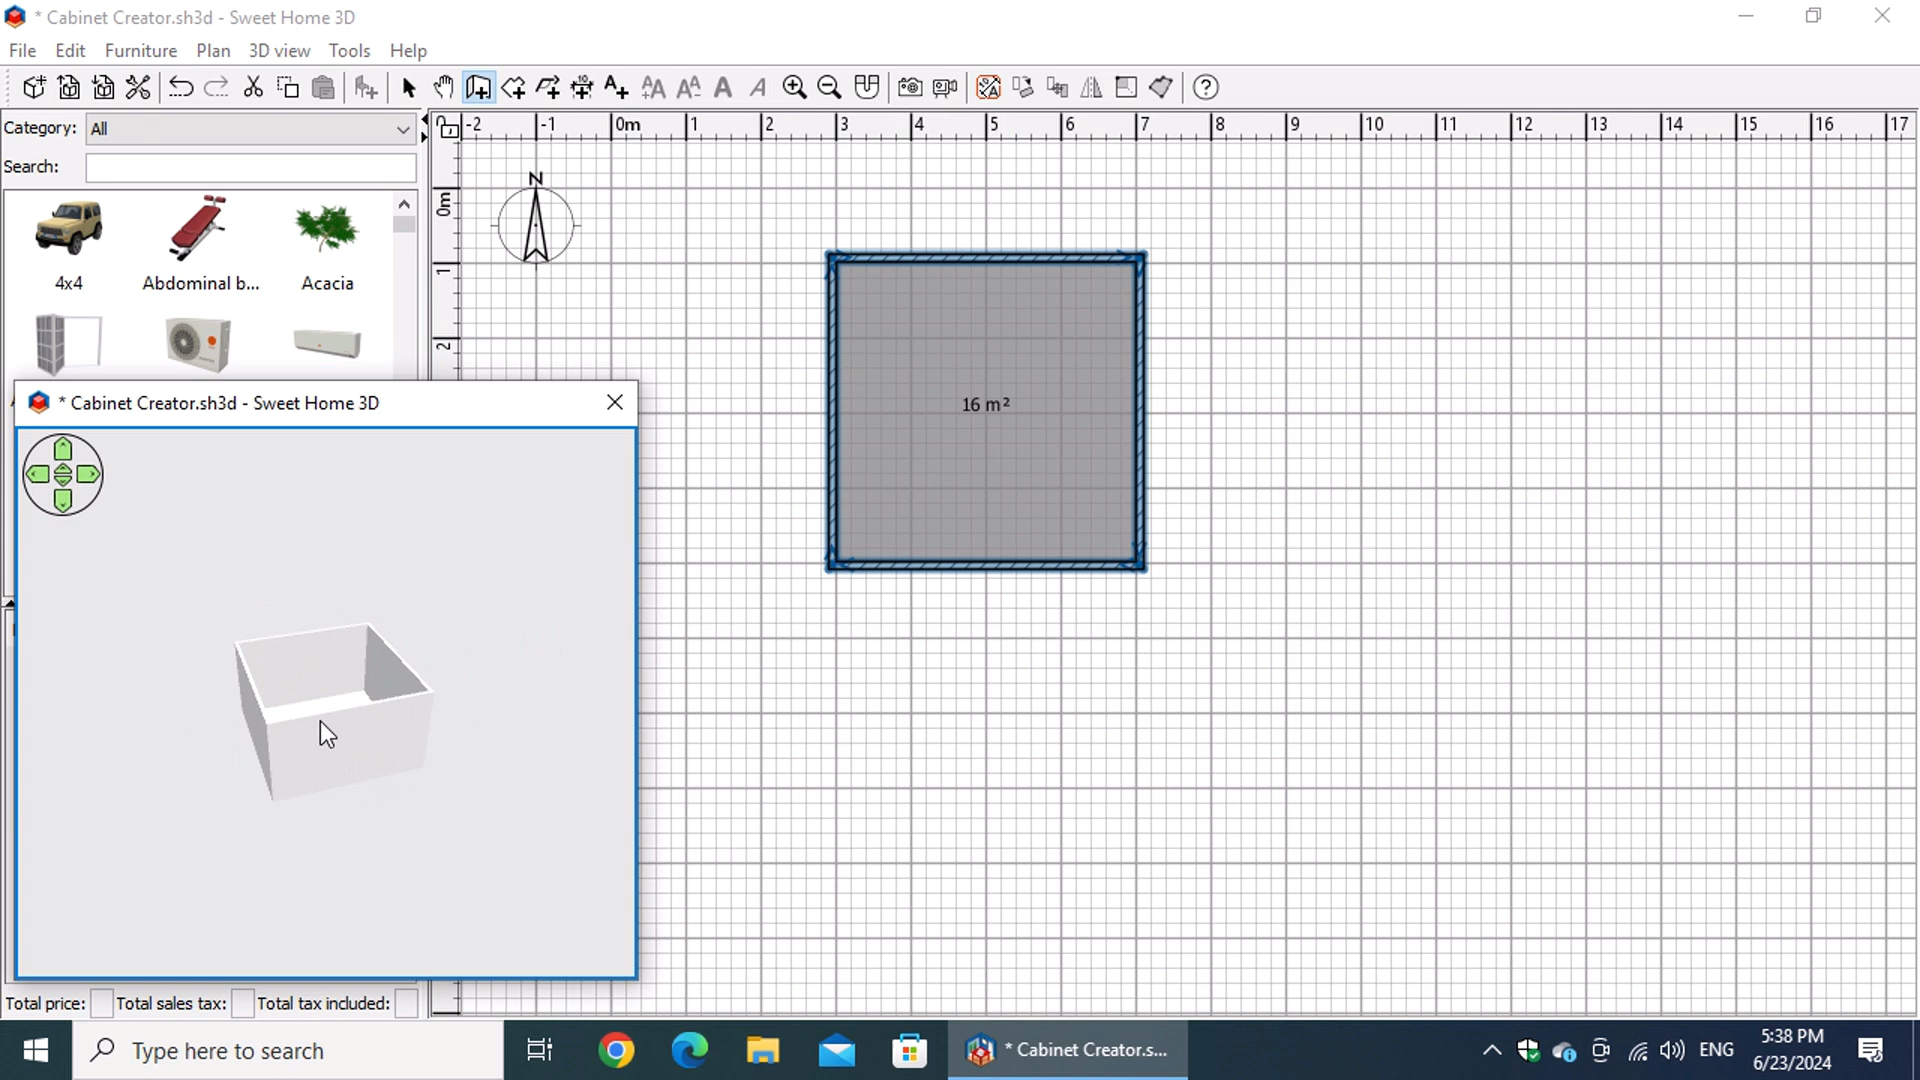 * Cabinet Creator.sh3d - Sweet Home 3D
File Edit Furniture Plan 3D view Tools Help
Category: All
Search:
4x4 Abdominal b... Acacia
-2 -1 0m 1 2 3 4 5 6 7 8 9 10 11 12 13 14 15 16 17
0m
1
2
N
16 m²
* Cabinet Creator.sh3d - Sweet Home 3D
Total price: Total sales tax: Total tax included:
Type here to search
* Cabinet Creator.s...
ENG
5:38 PM
6/23/2024